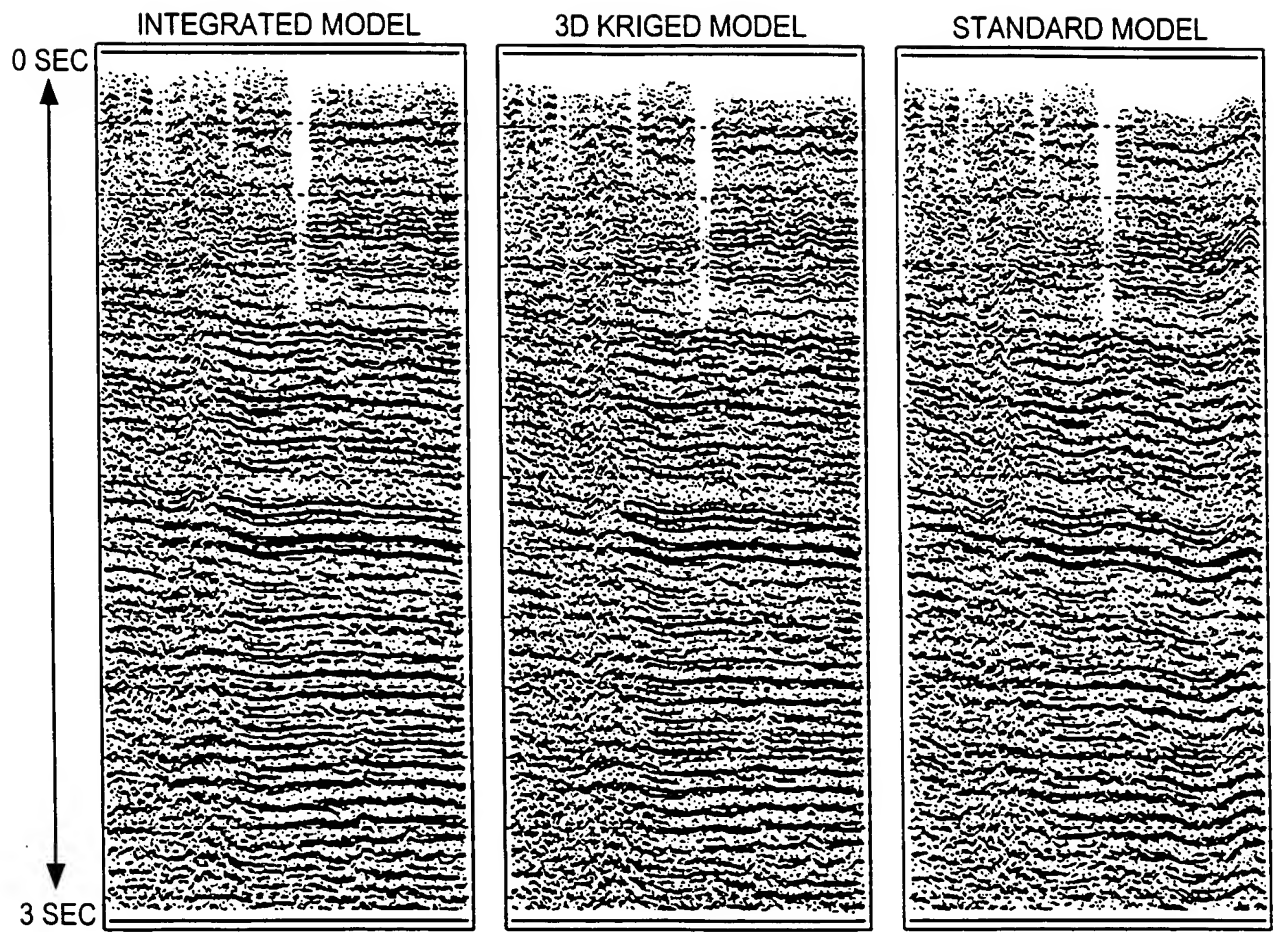 INTEGRATED MODEL
3D KRIGED MODEL
STANDARD MODEL
0 SEC
3 SEC